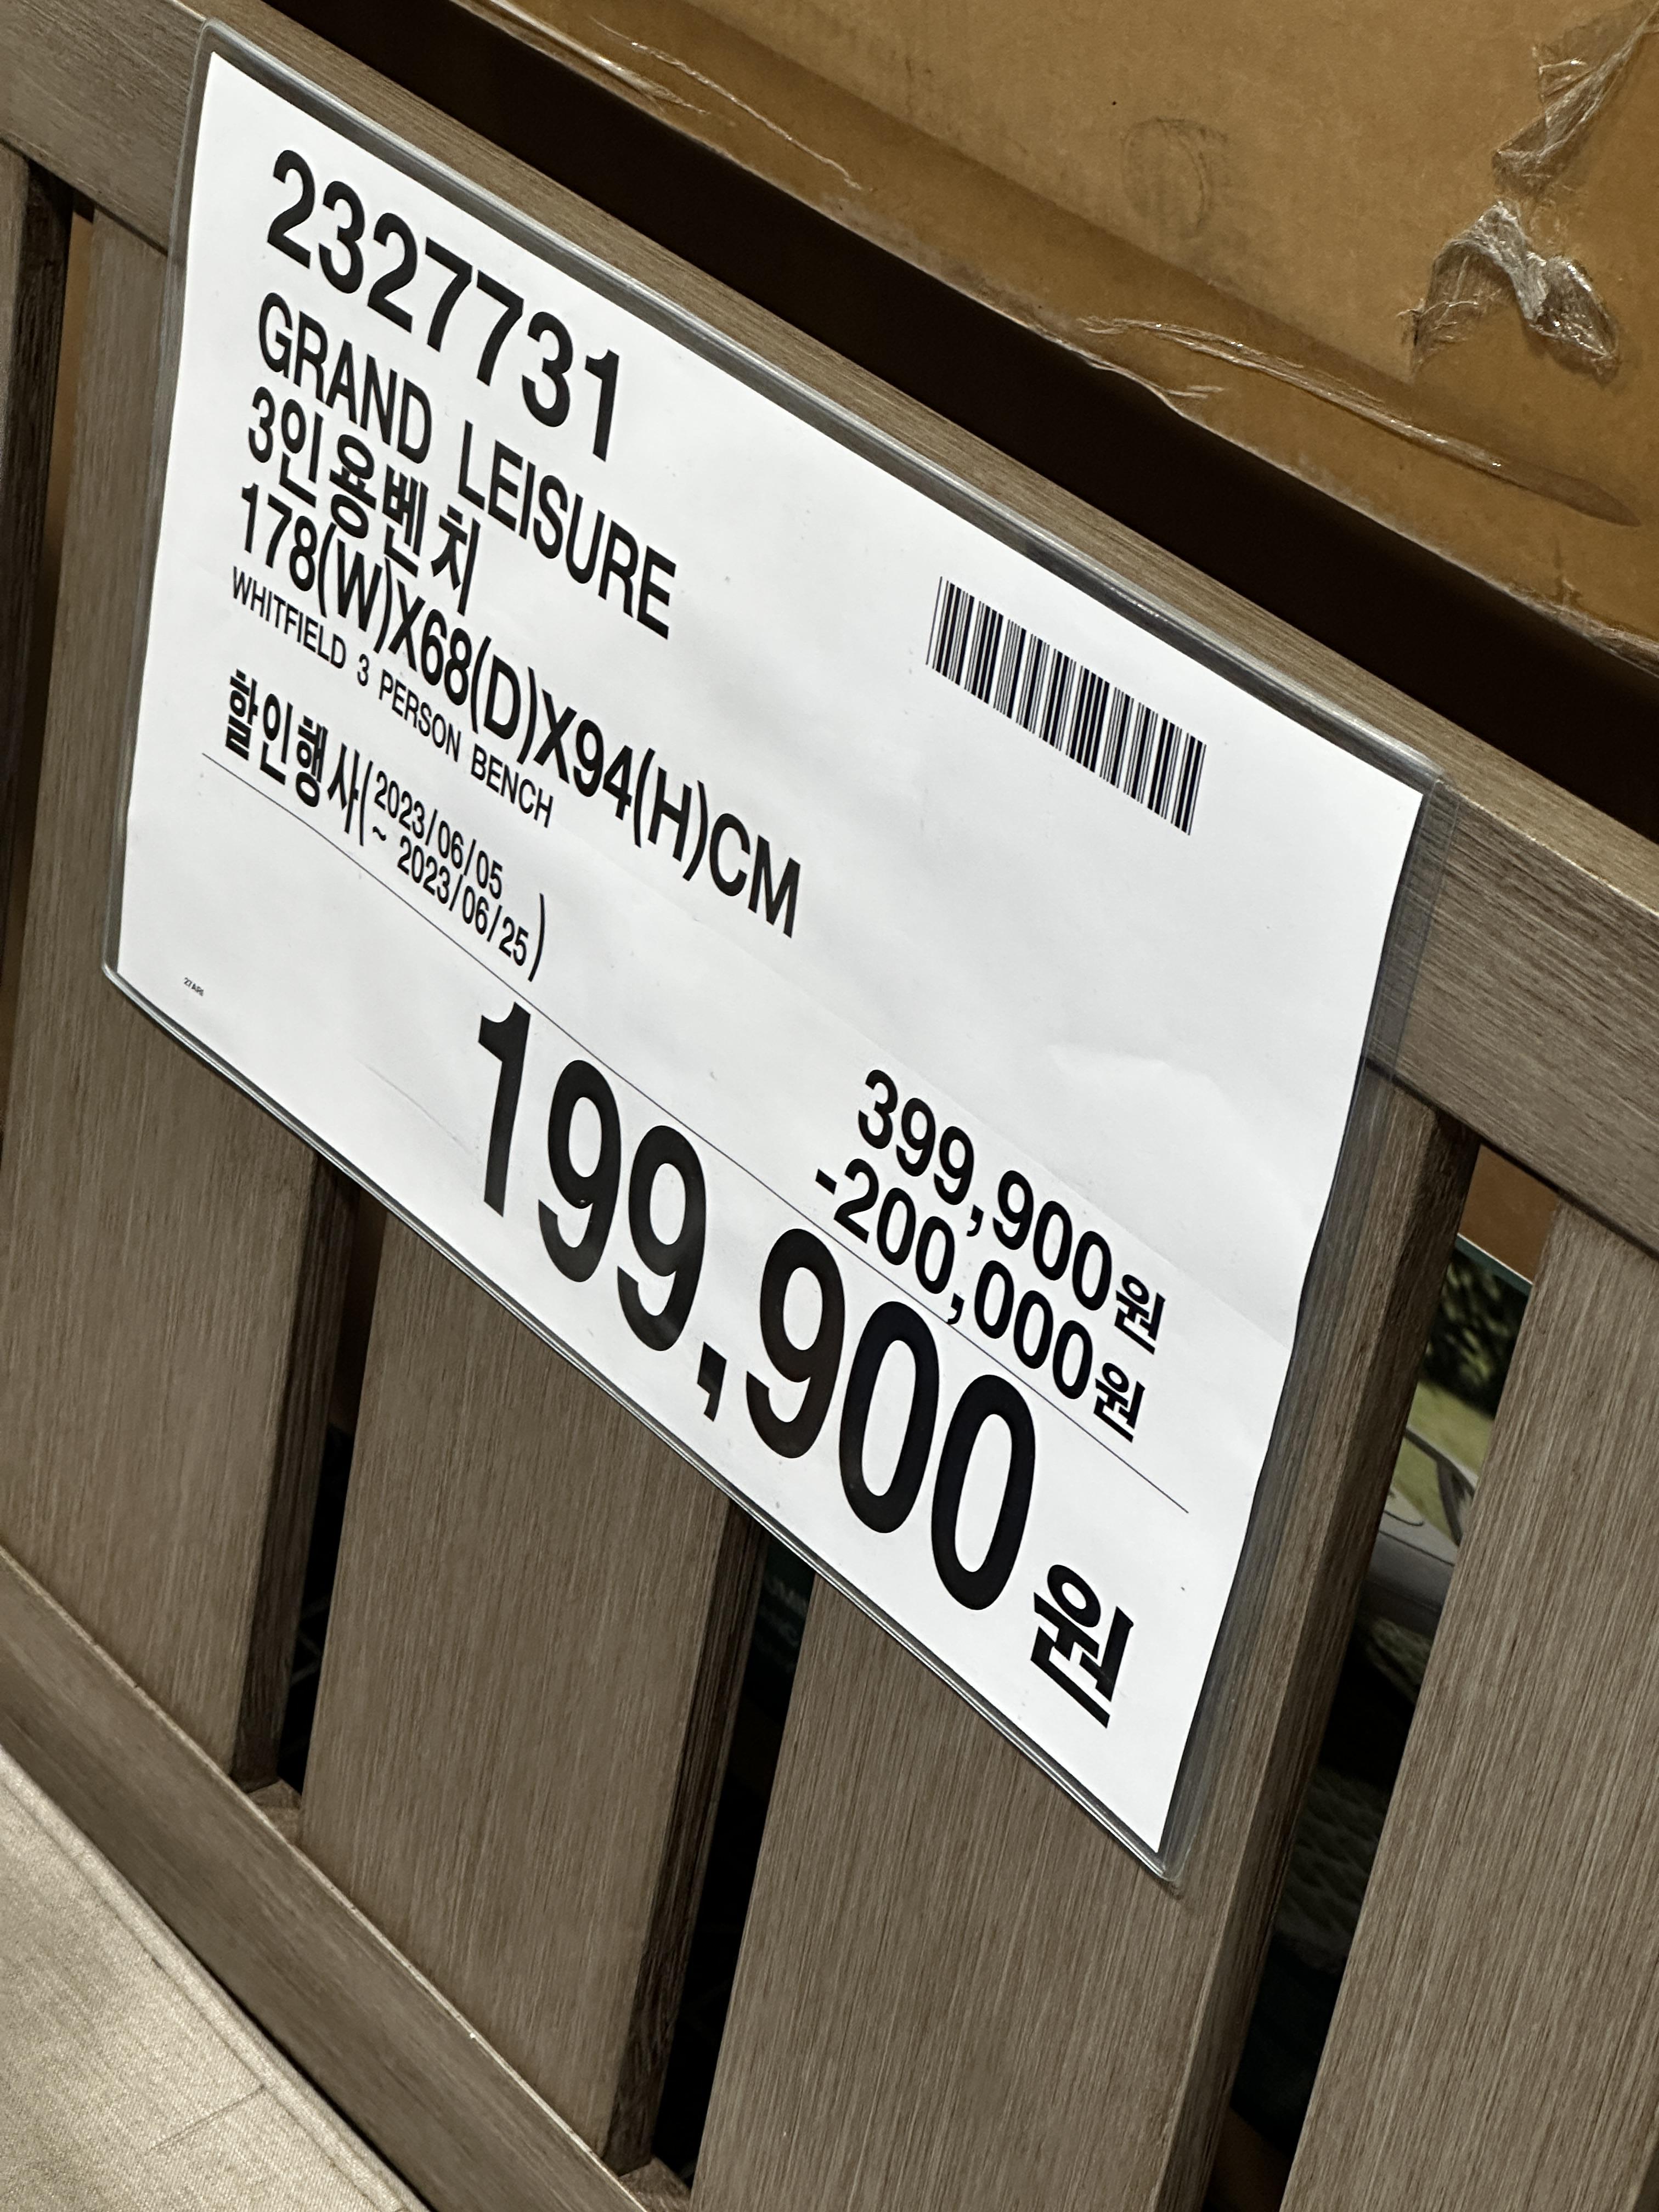 2327731
GRAND LEISURE
3인용벤치
178(W)X68(D)X94(H)CM
WHITFIELD 3 PERSON BENCH
할인행사(2023/06/05
~ 2023/06/25)
399,900원
-200,000원
199,900원